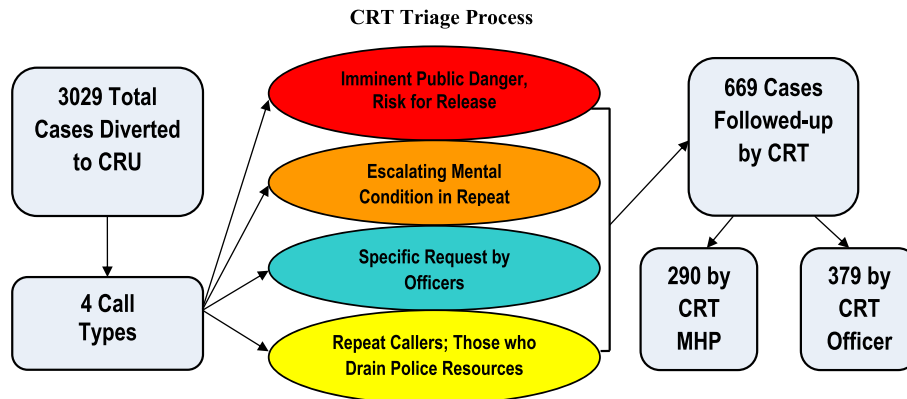 CRT Triage Process
3029 Total
Cases Diverted
to CRU
4 Call
Types
Imminent Public Danger,
Risk for Release
Escalating Mental
Condition in Repeat
Specific Request by
Officers
Repeat Callers; Those who
Drain Police Resources
669 Cases
Followed-up
by CRT
290 by
CRT
MHP
379 by
CRT
Officer